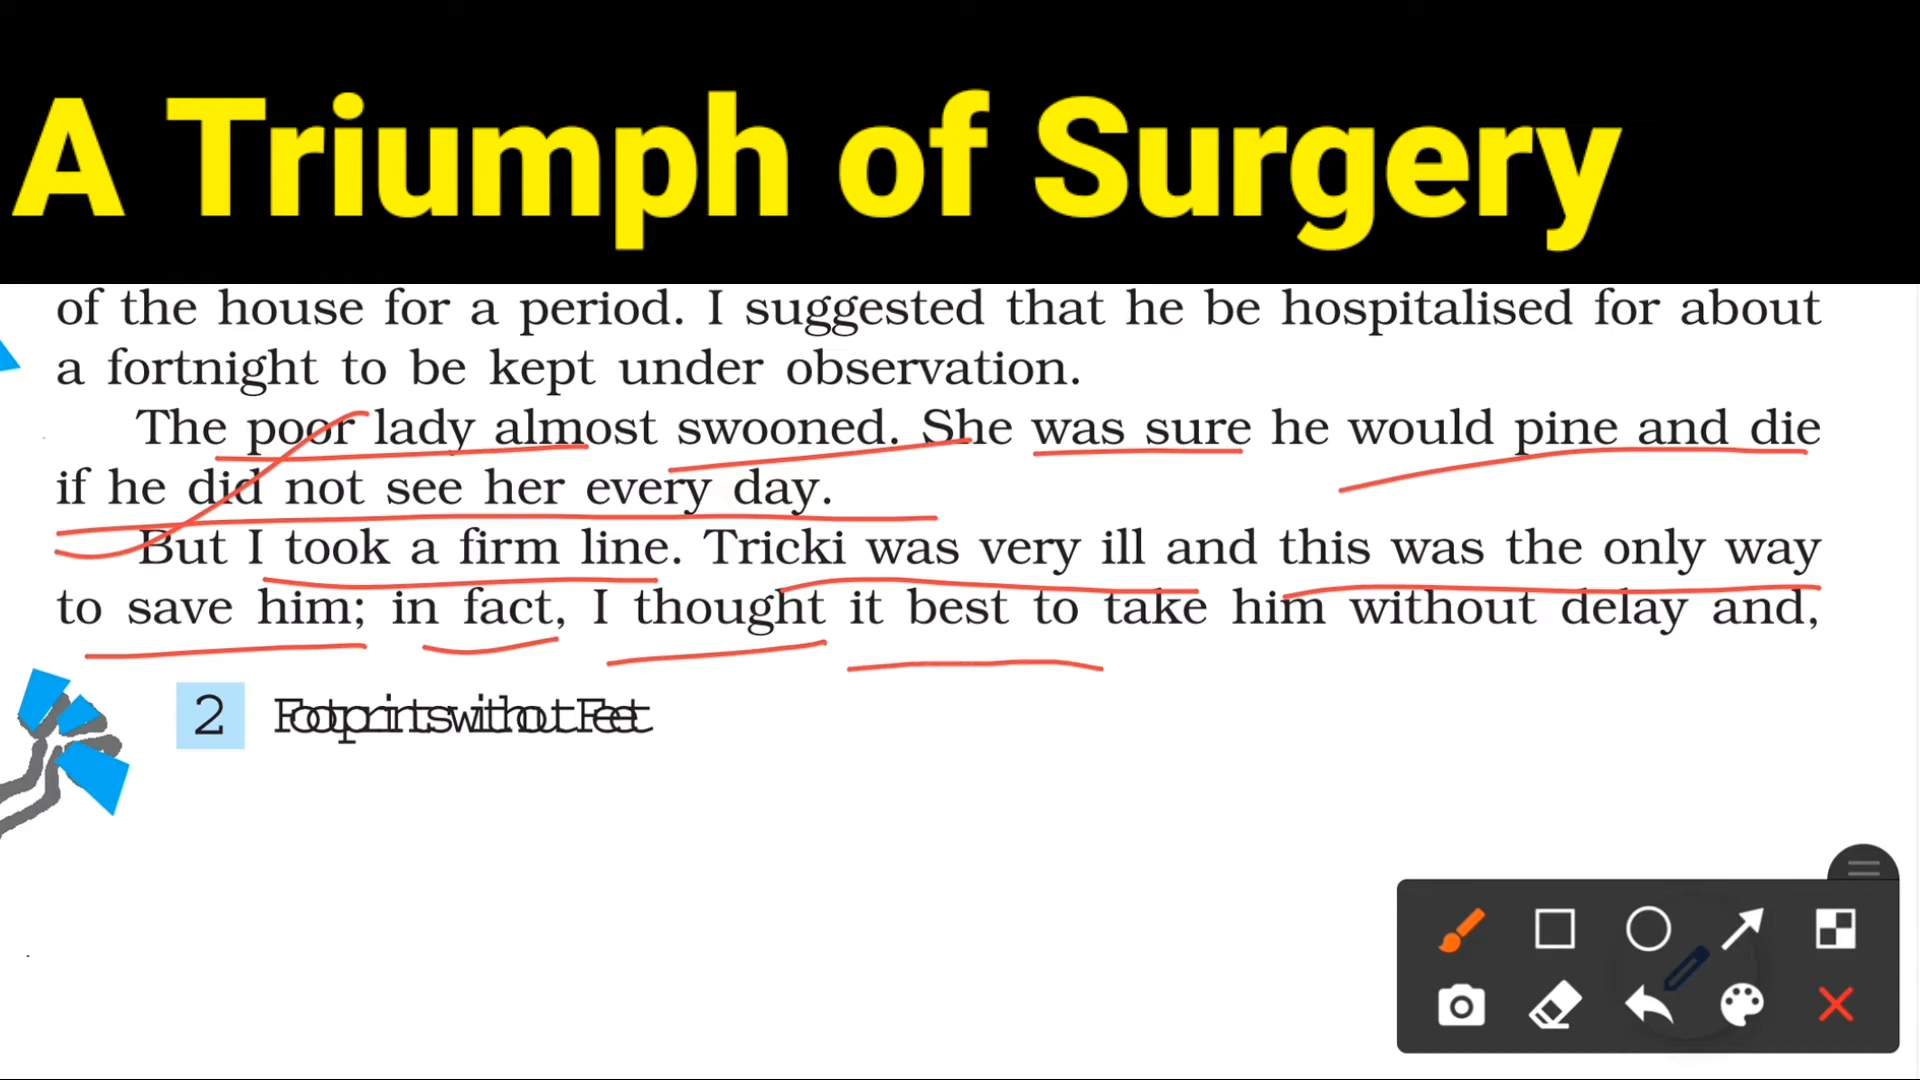 A Triumph of Surgery
of the house for a period. I suggested that he be hospitalised for about
a fortnight to be kept under observation.
The poor lady almost swooned. She was sure he would pine and die
if he did not see her every day.
But I took a firm line. Tricki was very ill and this was the only way
to save him; in fact, I thought it best to take him without delay and,
2 Footprints without Feet